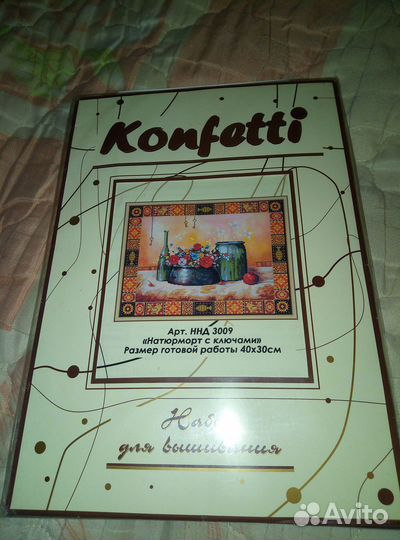 Konfetti
Арт. ННД 3009
«Натюрморт с ключами»
Размер готовой работы 40х30см
для вышивания
Avito